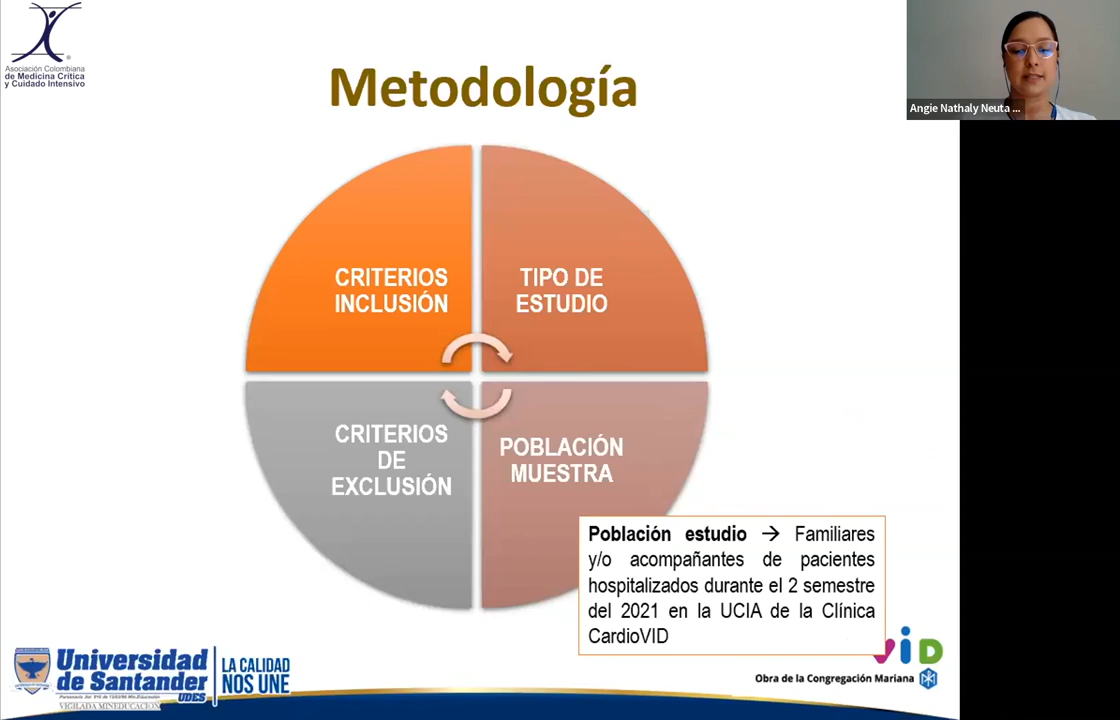 Asociación Colombiana
de Medicina Crítica
y Cuidado Intensivo
Metodología
Angie Nathaly Neuta ...
CRITERIOS
INCLUSIÓN
TIPO DE
ESTUDIO
CRITERIOS
DE
EXCLUSIÓN
POBLACIÓN
MUESTRA
Población estudio → Familiares
y/o acompañantes de pacientes
hospitalizados durante el 2 semestre
del 2021 en la UCIA de la Clínica
CardioVID
Universidad
de Santander
UDES
VIGILADA MINEDUCACIÓN
LA CALIDAD
NOS UNE
VID
Obra de la Congregación Mariana